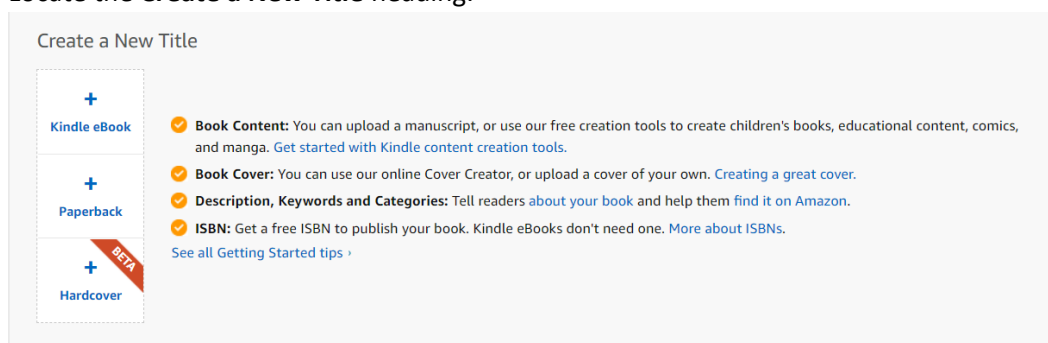 Locate the Create a New Title heading.
Create a New Title
+
Kindle eBook
+
Paperback
BETA
+
Hardcover
Book Content: You can upload a manuscript, or use our free creation tools to create children's books, educational content, comics,
and manga. Get started with Kindle content creation tools.
Book Cover: You can use our online Cover Creator, or upload a cover of your own. Creating a great cover.
Description, Keywords and Categories: Tell readers about your book and help them find it on Amazon.
ISBN: Get a free ISBN to publish your book. Kindle eBooks don't need one. More about ISBNs.
See all Getting Started tips ›